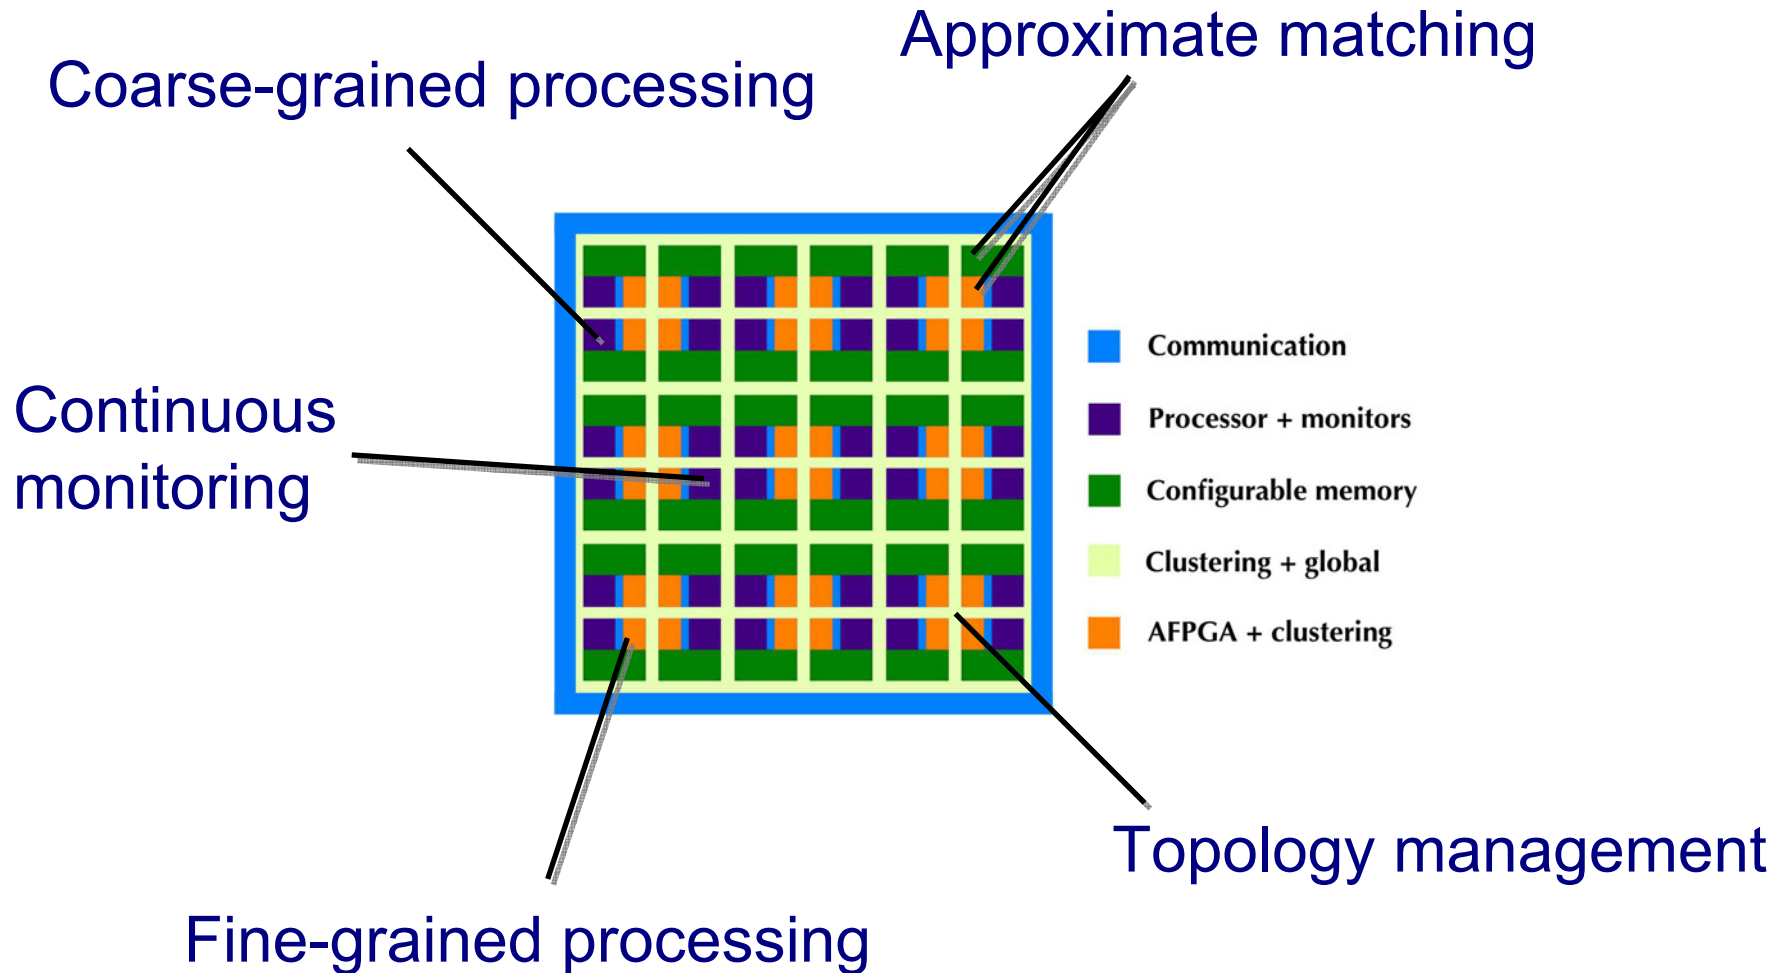 Approximate matching
Coarse-grained processing
Communication
Continuous
monitoring
Processor + monitors
Configurable memory
Clustering + global
AFPGA + clustering
Topology management
Fine-grained processing